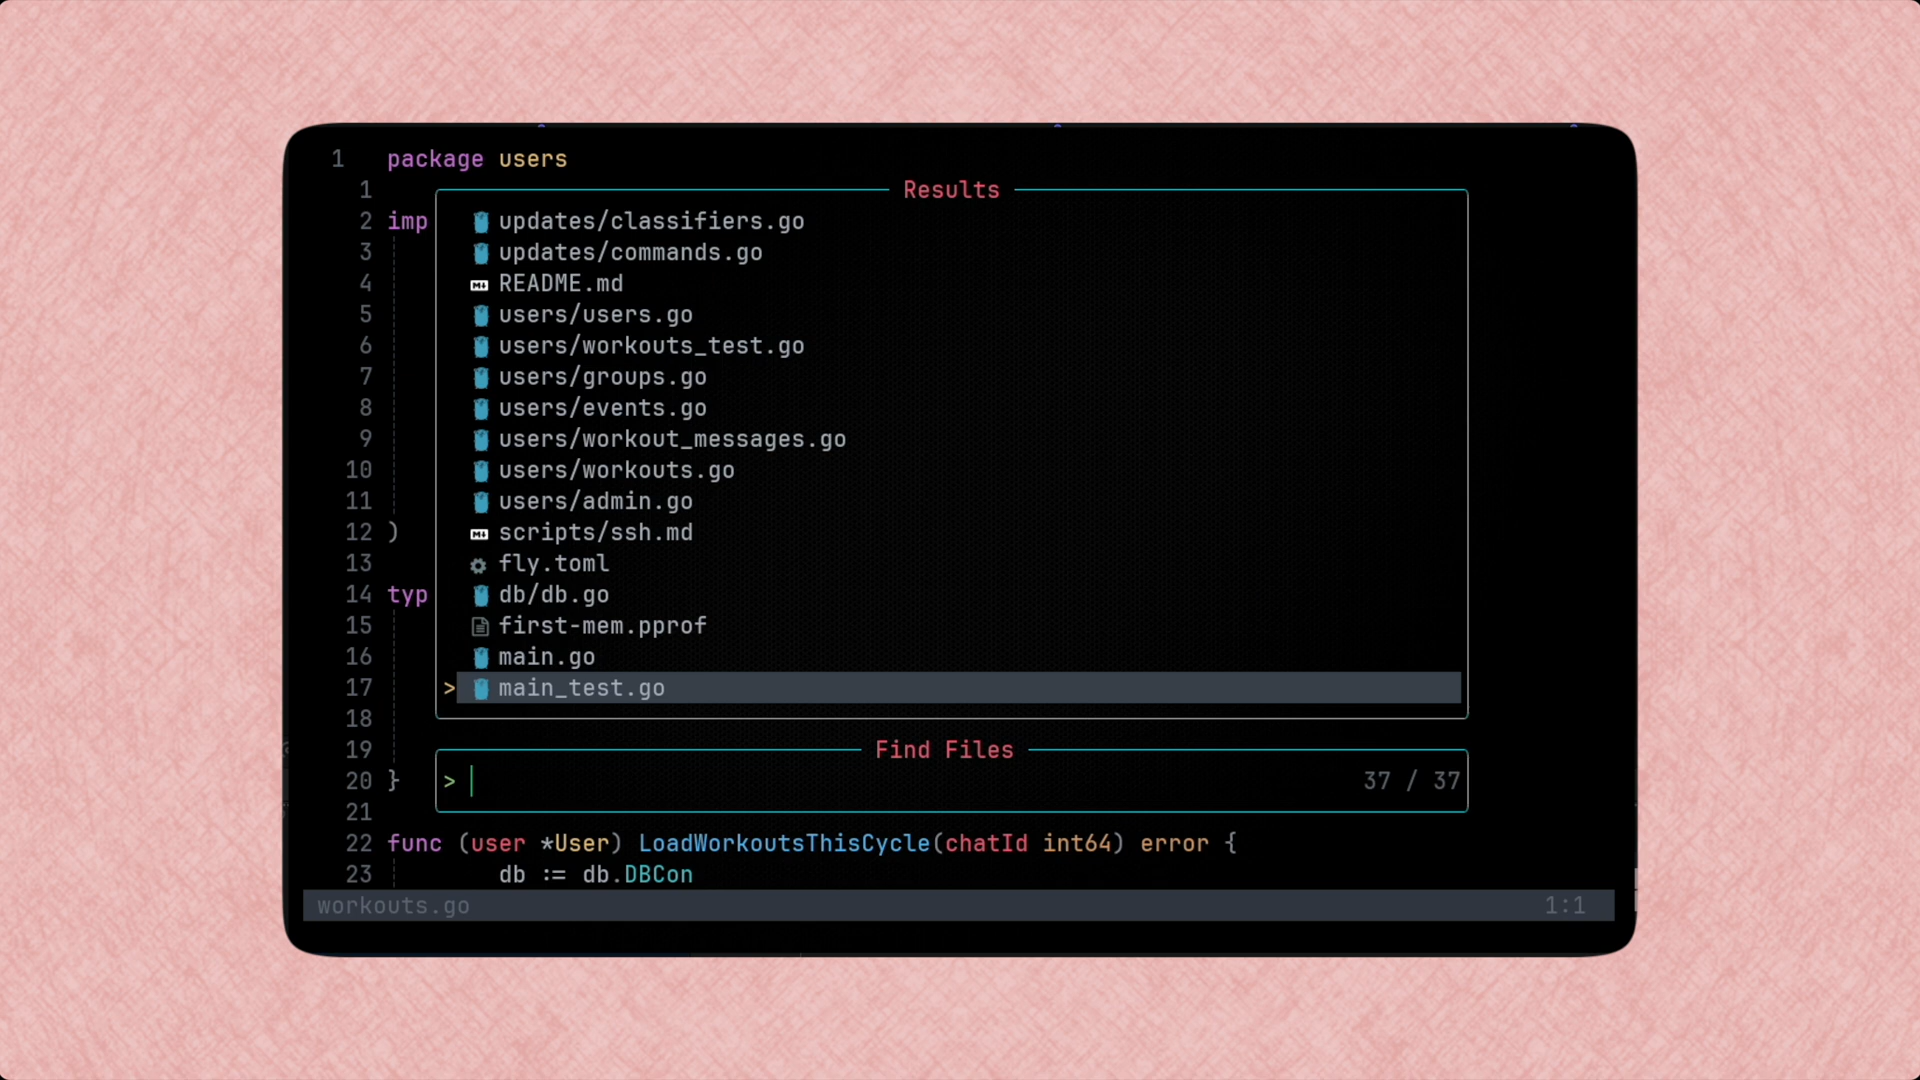 1 package users
1 Results
2 imp updates/classifiers.go
3 updates/commands.go
4 README.md
5 users/users.go
6 users/workouts_test.go
7 users/groups.go
8 users/events.go
9 users/workout_messages.go
10 users/workouts.go
11 users/admin.go
12 ) scripts/ssh.md
13 fly.toml
14 typ db/db.go
15 first-mem.pprof
16 main.go
17 > main_test.go
18
19 Find Files
20 } > 37 / 37
21
22 func (user *User) LoadWorkoutsThisCycle(chatId int64) error {
23 db := db.DBCon
workouts.go 1:1